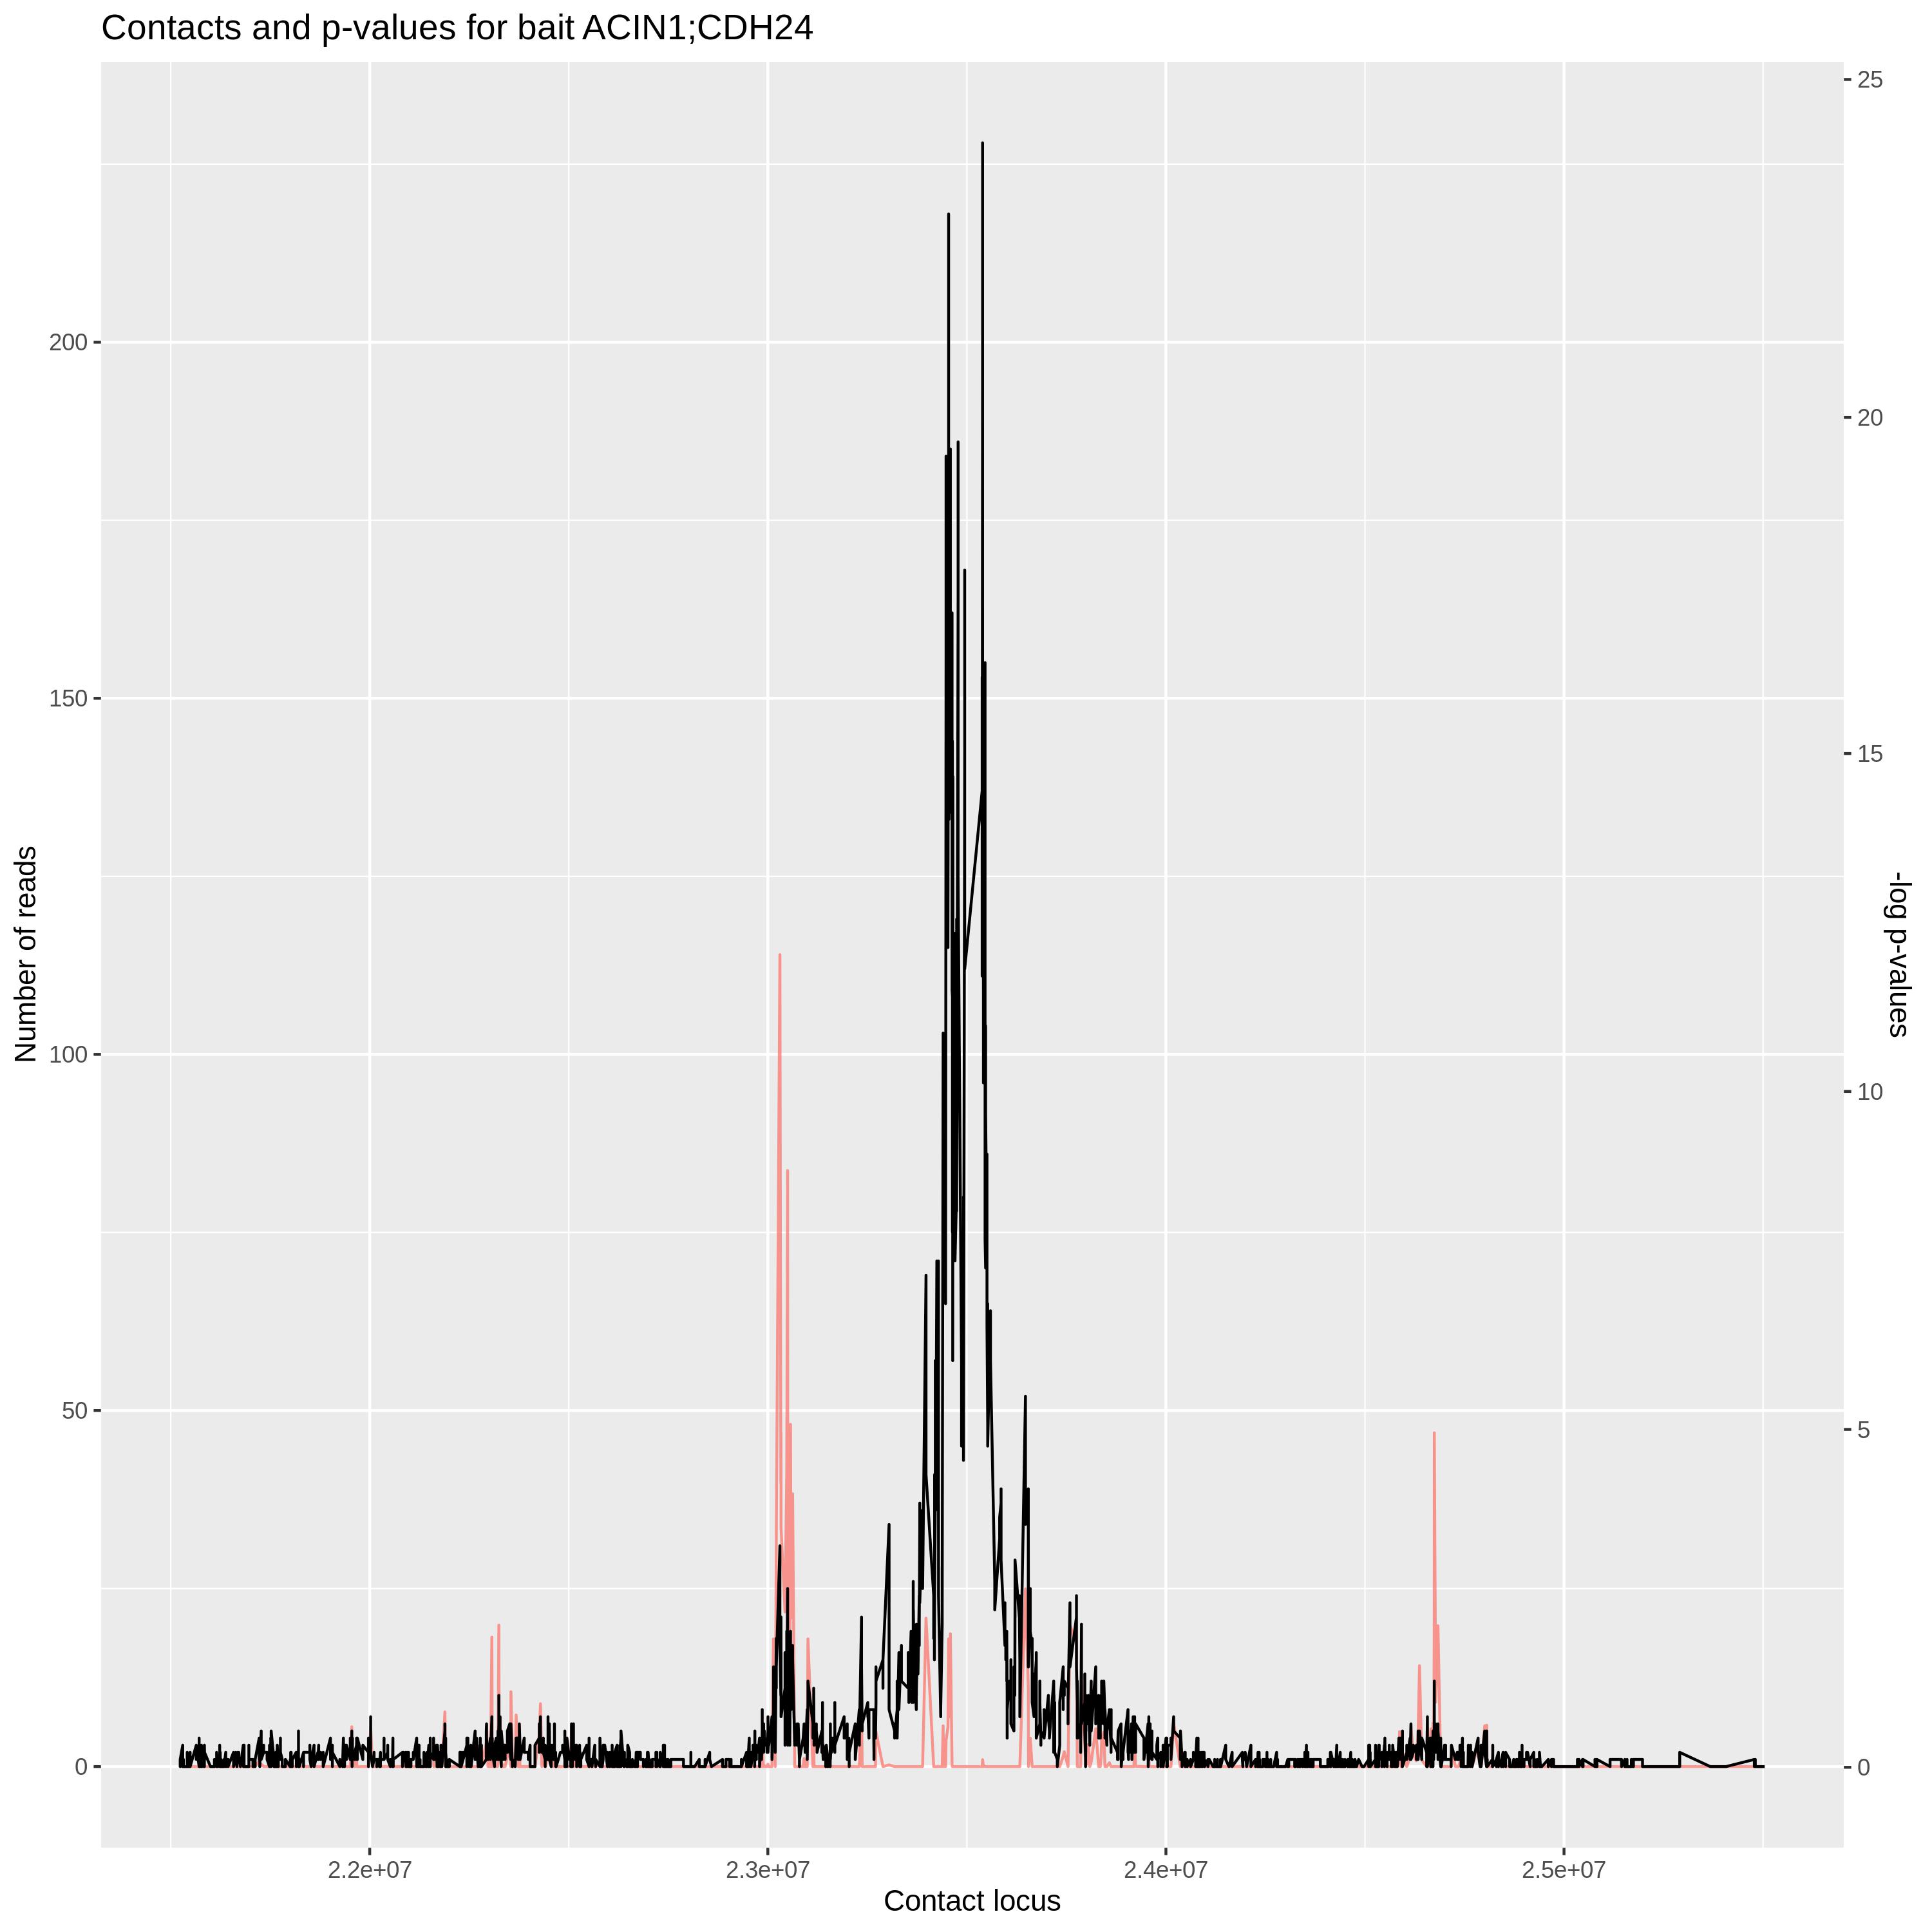 Contacts and p-values for bait ACIN1;CDH24
25
20
15
10
5
0
-log p-values
200
150
100
50
0
Number of reads
2.2e+07 2.3e+07 2.4e+07 2.5e+07
Contact locus